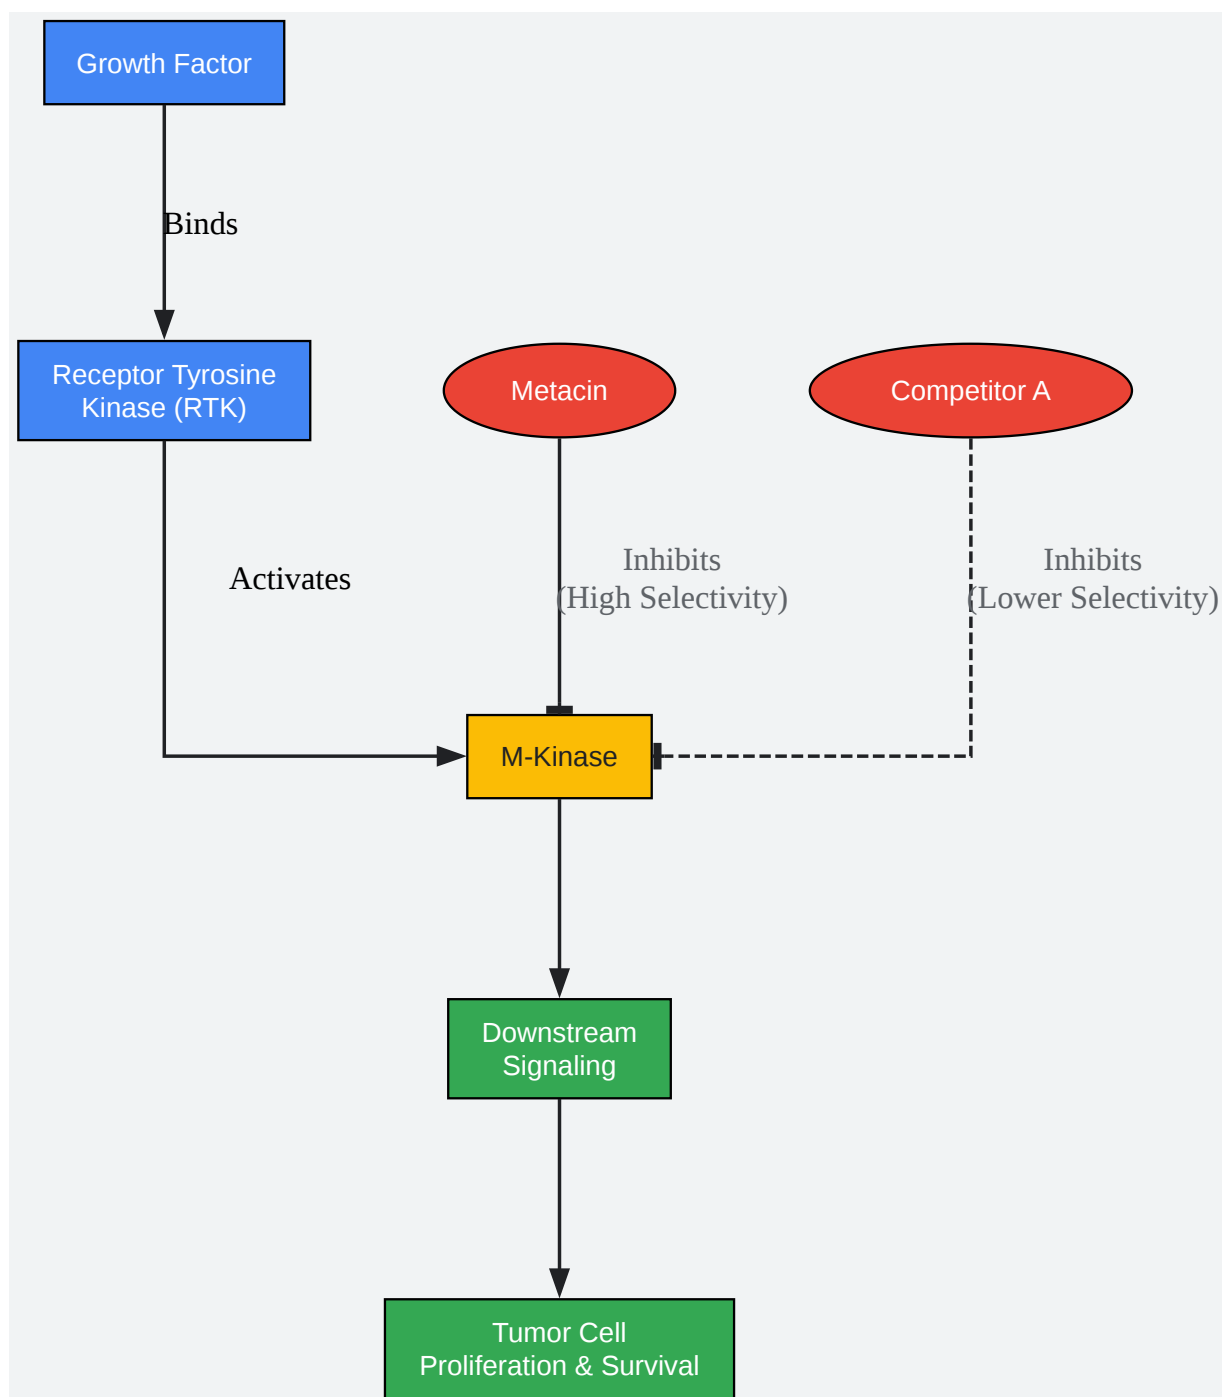 Growth Factor
Binds
Receptor Tyrosine
Kinase (RTK)
Metacin
Competitor A
Activates
Inhibits
(High Selectivity)
Inhibits
(Lower Selectivity)
M-Kinase
Downstream
Signaling
Tumor Cell
Proliferation & Survival